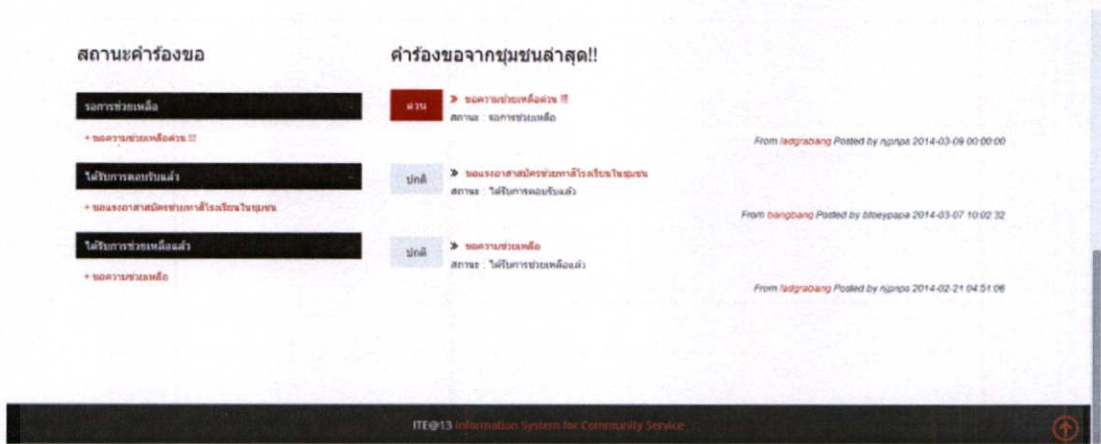 สถานะคำร้องขอ
รอการช่วยเหลือ
+ ขอความช่วยเหลือด่วน !!!
ได้รับการตอบรับแล้ว
+ ขอแรงอาสาสมัครช่วยทาสีโรงเรียนในชุมชน
ได้รับการช่วยเหลือแล้ว
+ ขอความช่วยเหลือ
คำร้องขอจากชุมชนล่าสุด!!
ด่วน
» ขอความช่วยเหลือด่วน !!!
สถานะ : รอการช่วยเหลือ
From ladgrabang Posted by njpnps 2014-03-09 00:00:00
ปกติ
» ขอแรงอาสาสมัครช่วยทาสีโรงเรียนในชุมชน
สถานะ : ได้รับการตอบรับแล้ว
From bangbang Posted by btoeypapa 2014-03-07 10:02:32
ปกติ
» ขอความช่วยเหลือ
สถานะ : ได้รับการช่วยเหลือแล้ว
From ladgrabang Posted by njpnps 2014-02-21 04:51:06
ITE@13 Information System for Community Service